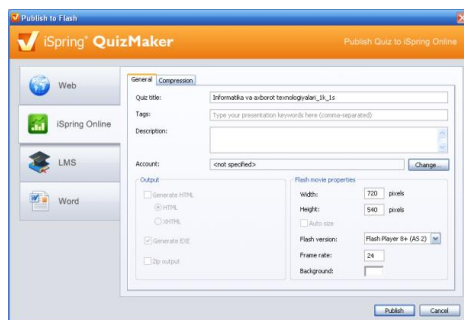 Publish to Flash
iSpring® QuizMaker
Publish Quiz to iSpring Online
Web
iSpring Online
LMS
Word
General Compression
Quiz title: Informatika va axborot texnologiyalari_1k_1s
Tags: Type your presentation keywords here (comma-separated)
Description:
Account: <not specified> Change...
Output
Generate HTML
HTML
XHTML
Generate EXE
Zip output
Flash movie properties
Width: 720 pixels
Height: 540 pixels
Auto size
Flash version: Flash Player 8+ (AS 2)
Frame rate: 24
Background:
Publish Cancel